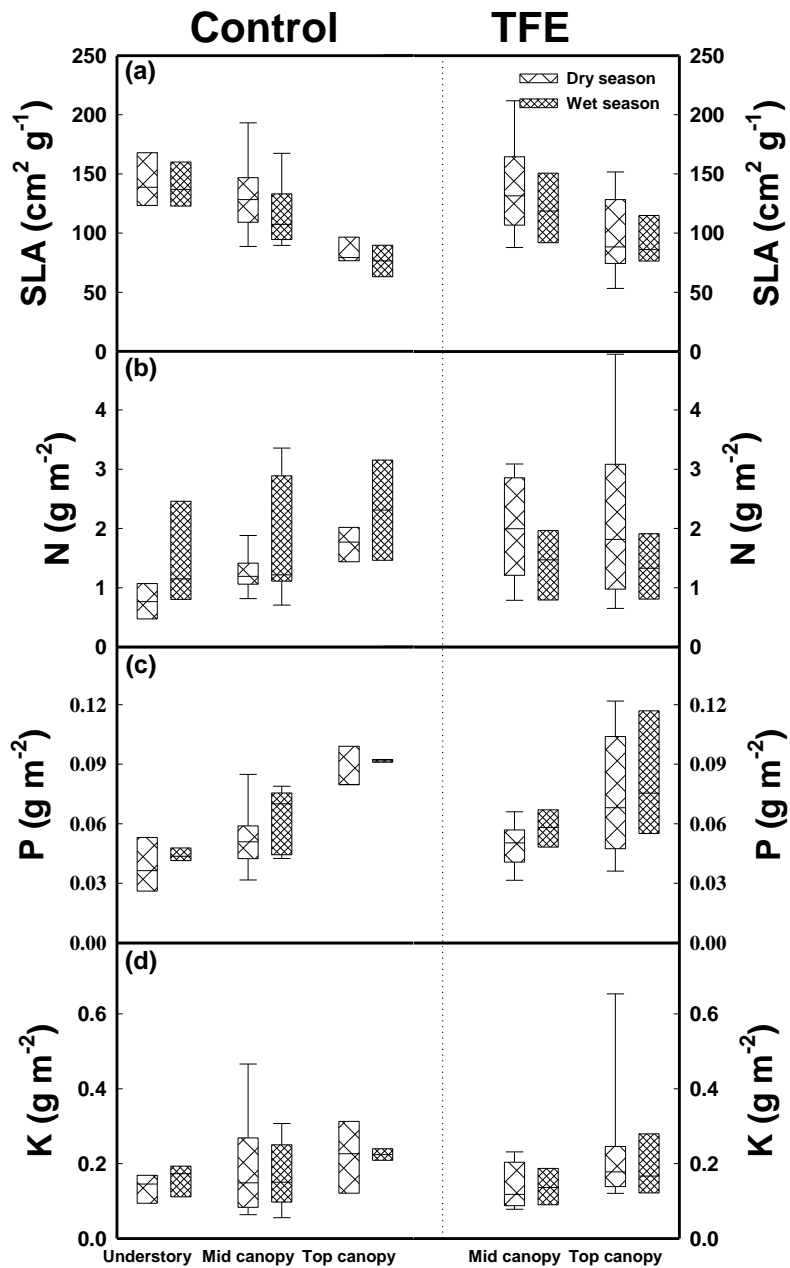 Control TFE
250 250
(a)
Dry season
Wet season
200 200
150 150
SLA (cm² g⁻¹) SLA (cm² g⁻¹)
100 100
50 50
0 0
(b)
4 4
3 3
N (g m⁻²) N (g m⁻²)
2 2
1 1
0 0
(c)
0.12 0.12
0.09 0.09
P (g m⁻²) P (g m⁻²)
0.06 0.06
0.03 0.03
0.00 0.00
(d)
0.6 0.6
0.4 0.4
K (g m⁻²) K (g m⁻²)
0.2 0.2
0.0 0.0
Understory Mid canopy Top canopy Mid canopy Top canopy